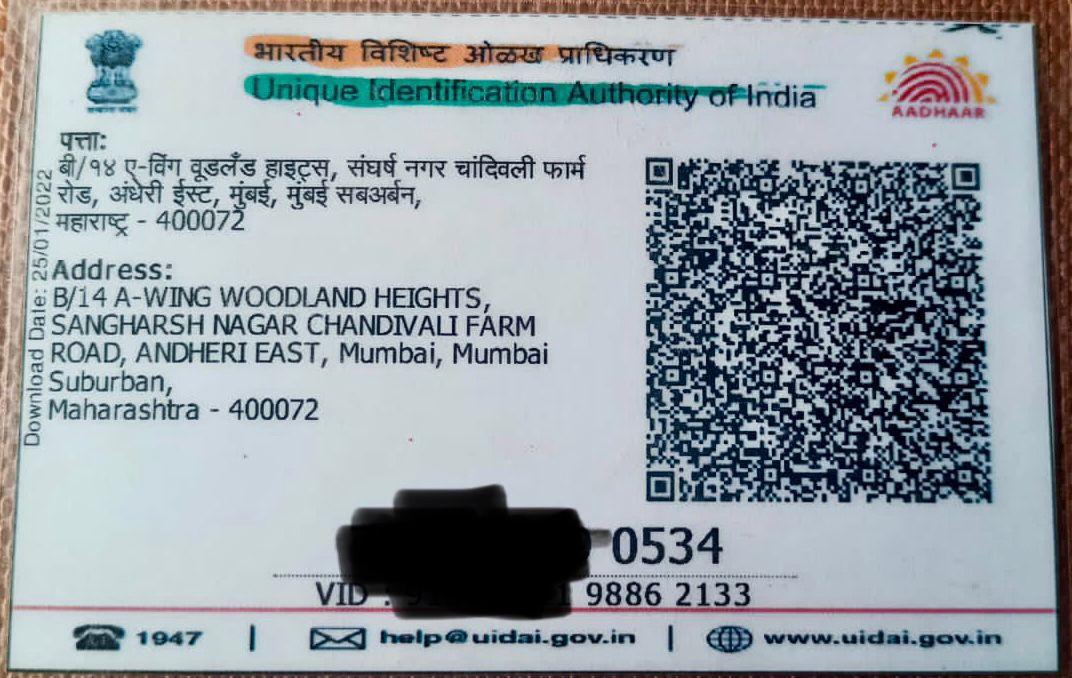 भारतीय विशिष्ट ओळख प्राधिकरण
Unique Identification Authority of India
AADHAAR
पत्ता:
बी/१४ ए-विंग वूडलँड हाइट्स, संघर्ष नगर चांदिवली फार्म
रोड, अंधेरी ईस्ट, मुंबई, मुंबई सबअर्बन,
महाराष्ट्र - 400072
Download Date: 25/01/2022
Address:
B/14 A-WING WOODLAND HEIGHTS,
SANGHARSH NAGAR CHANDIVALI FARM
ROAD, ANDHERI EAST, Mumbai, Mumbai
Suburban,
Maharashtra - 400072
0534
VID : 9886 2133
1947
help@uidai.gov.in
www.uidai.gov.in